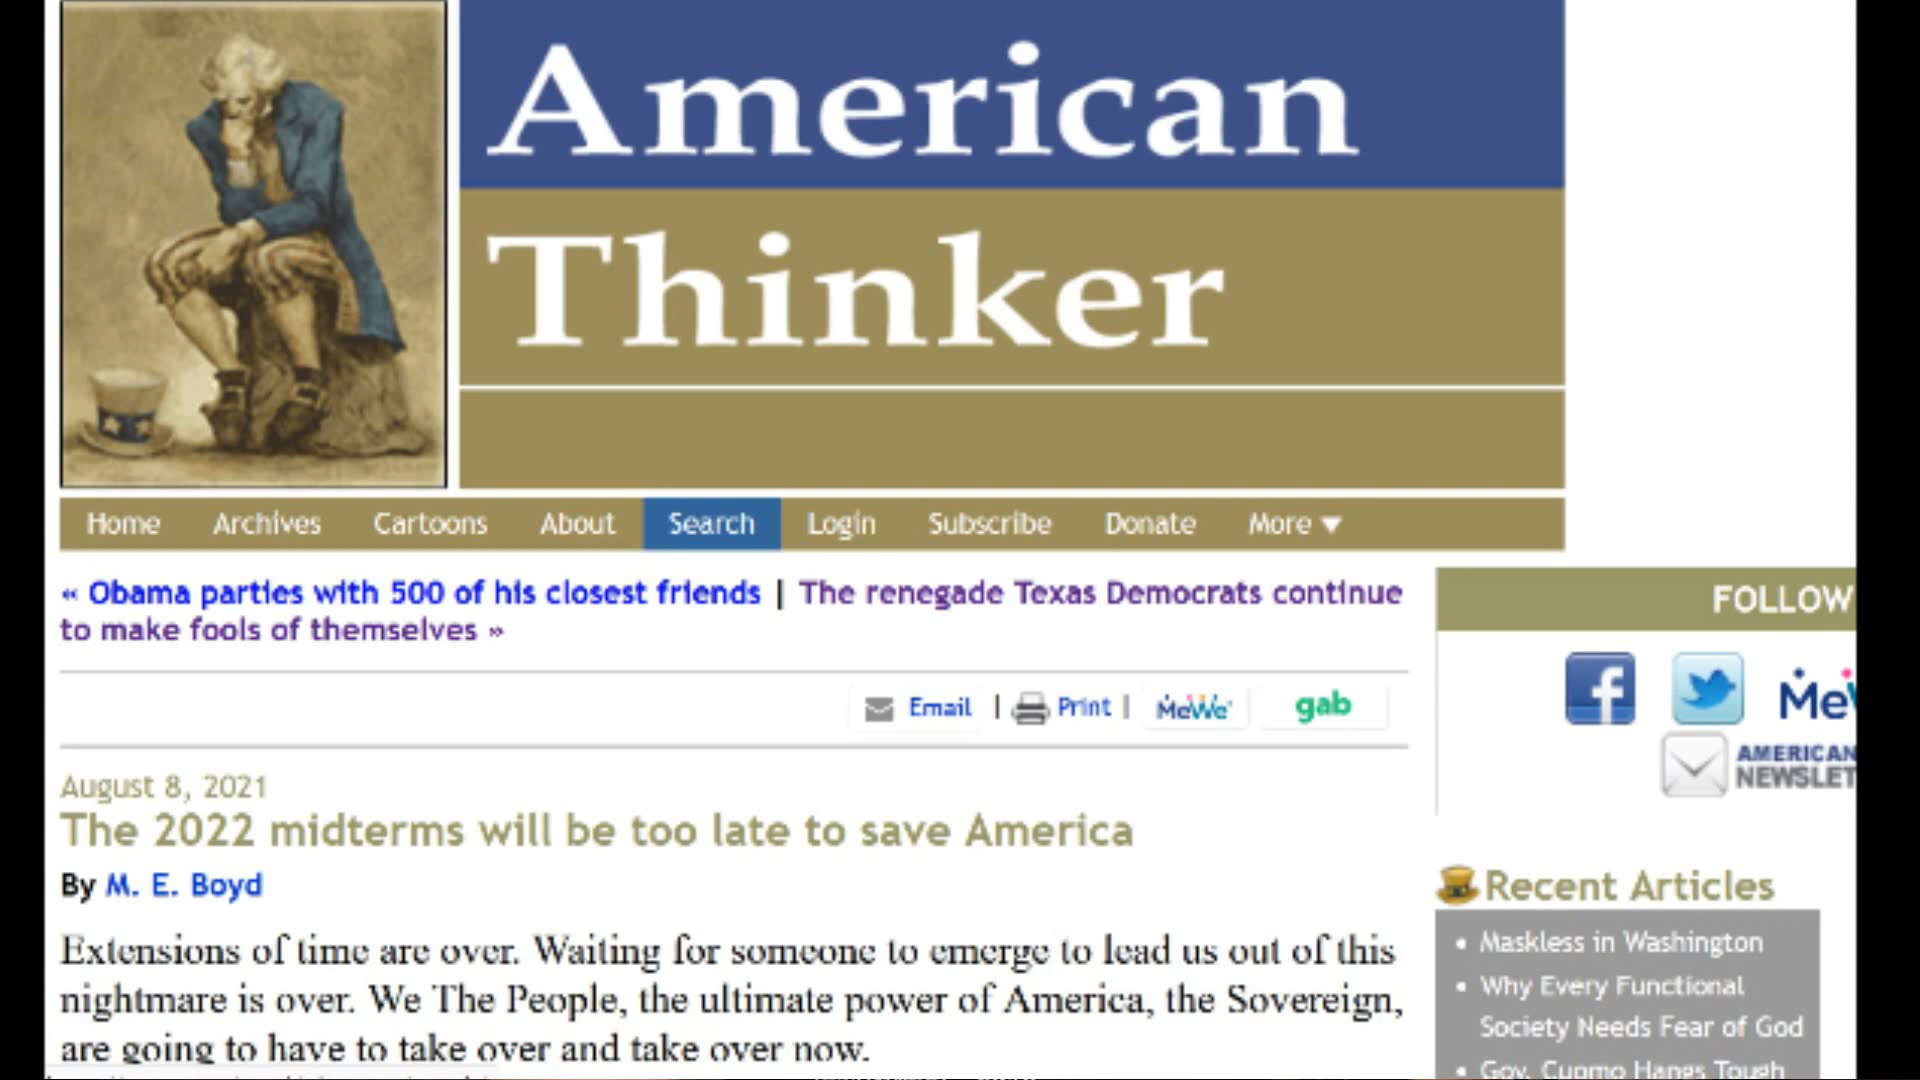 American
Thinker
Home Archives Cartoons About Search Login Subscribe Donate More ▼
« Obama parties with 500 of his closest friends | The renegade Texas Democrats continue
to make fools of themselves »
Email | Print | MeWe gab
August 8, 2021
The 2022 midterms will be too late to save America
By M. E. Boyd
Extensions of time are over. Waiting for someone to emerge to lead us out of this
nightmare is over. We The People, the ultimate power of America, the Sovereign,
are going to have to take over and take over now.
FOLLOW
f MeW
AMERICAN
NEWSLET
Recent Articles
• Maskless in Washington
• Why Every Functional
Society Needs Fear of God
• Gov. Cuomo Hangs Tough